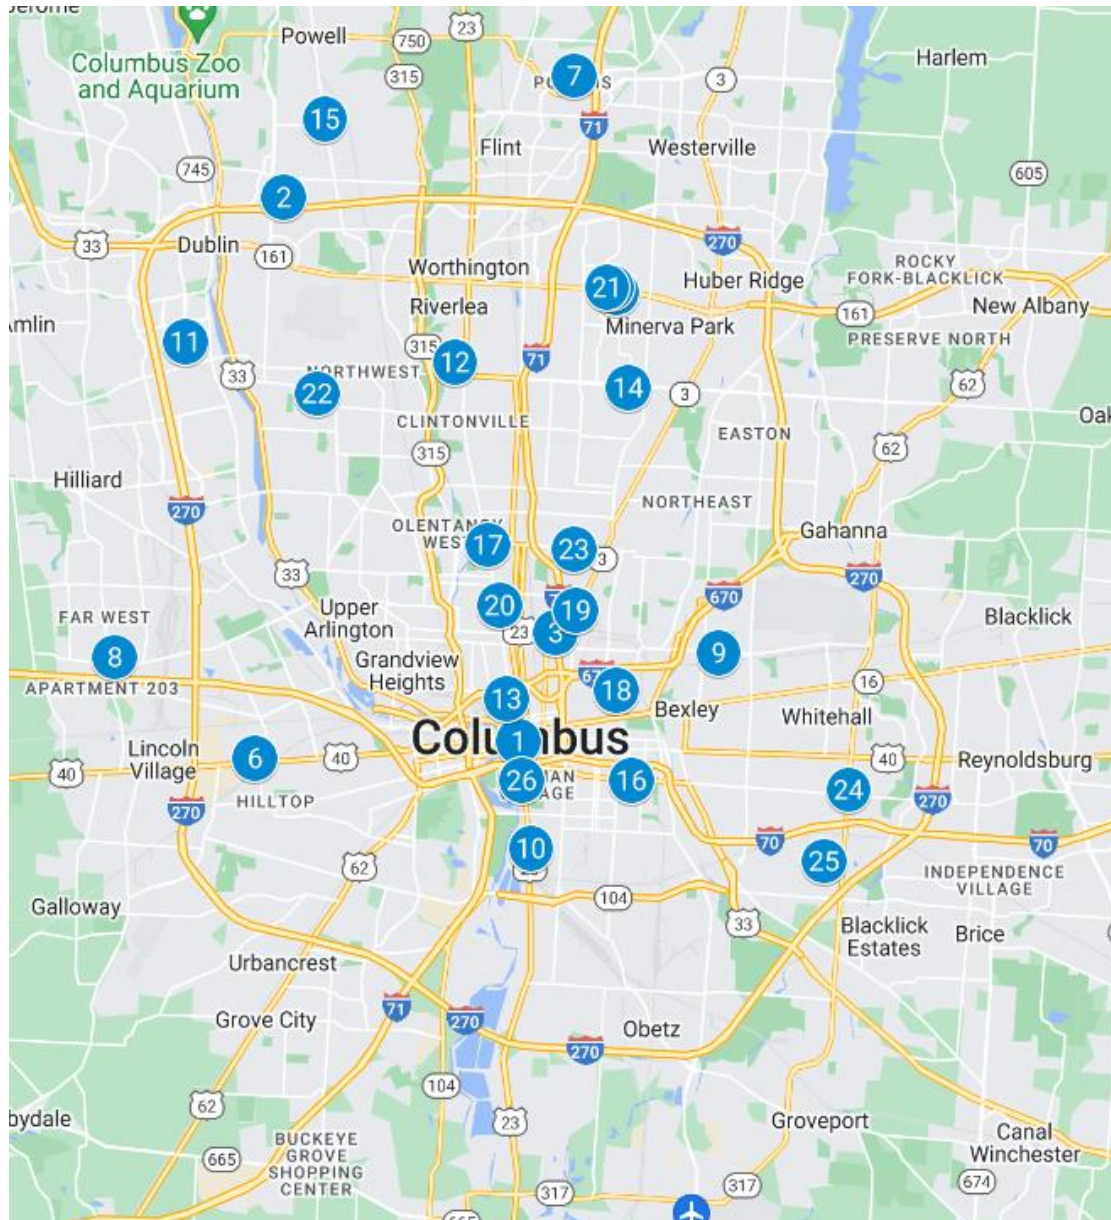 Powell
750
23
7
Harlem
Columbus Zoo
and Aquarium
315
3
15
71
Flint
Westerville
745
605
2
33
Dublin
161
270
Worthington
21
Huber Ridge
ROCKY
FORK-BLACKLICK
Riverlea
New Albany
Minerva Park
161
11
315
12
71
PRESERVE NORTH
33
NORTHWEST
22
14
3
62
CLINTONVILLE
EASTON
315
62
Hilliard
NORTHEAST
270
17
23
3
Gahanna
33
670
270
FAR WEST
Upper
Arlington
20
19
23
3
Blacklick
8
Grandview
Heights
9
APARTMENT 203
13
18
16
Bexley
Whitehall
Columbus
1
Lincoln
Village
6
40
40
40
Reynoldsburg
HILLTOP
26
16
24
270
270
10
70
25
70
62
INDEPENDENCE
VILLAGE
104
Galloway
33
Blacklick
Estates
Brice
Urbancrest
71
270
Grove City
Obetz
270
104
62
23
Groveport
BUCKEYE
GROVE
SHOPPING
CENTER
665
Canal
Winchester
317
317
674